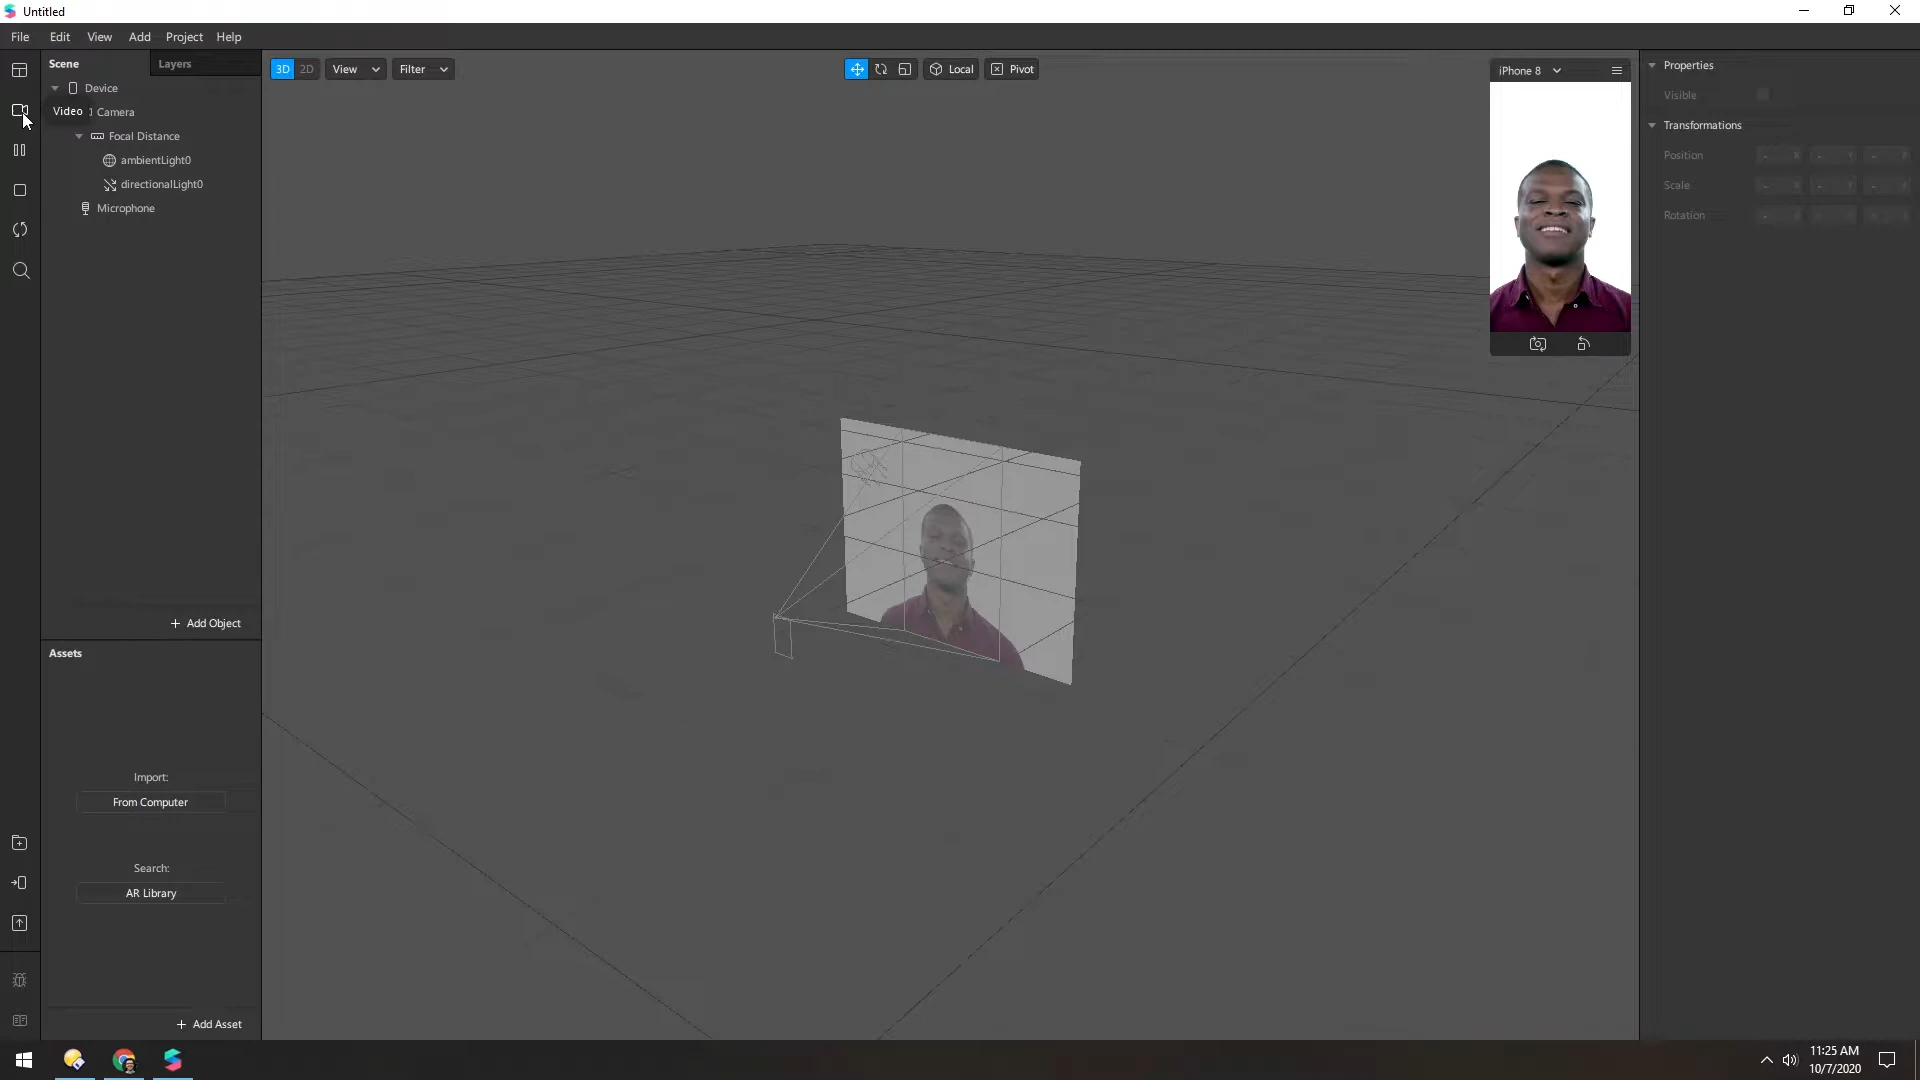 Untitled
File Edit View Add Project Help
Scene Layers
3D 2D View Filter
Local Pivot
iPhone 8
Properties
Visible
Transformations
Position
Scale
Rotation
Device
Video Camera
Focal Distance
ambientLight0
directionalLight0
Microphone
+ Add Object
Assets
Import:
From Computer
Search:
AR Library
+ Add Asset
11:25 AM
10/7/2020